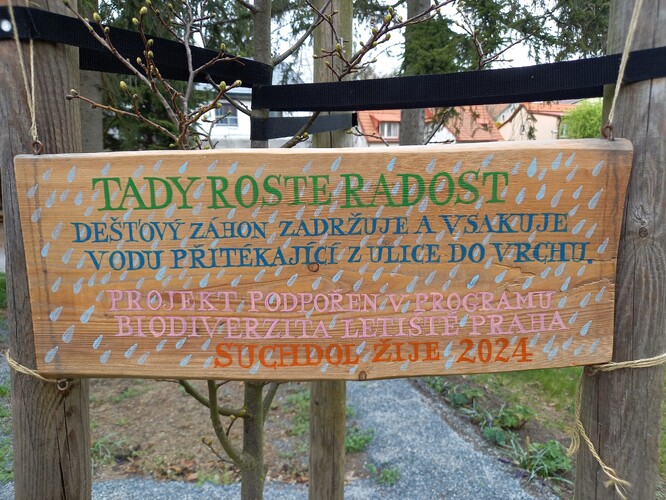 TADY ROSTE RADOST
DEŠŤOVÝ ZÁHON ZADRŽUJE A VSAKUJE
VODU PŘITÉKAJÍCÍ Z ULICE DO VRCHU.
PROJEKT PODPOŘEN V PROGRAMU
BIODIVERZITA LETIŠTĚ PRAHA
SUCHDOL ŽIJE 2024